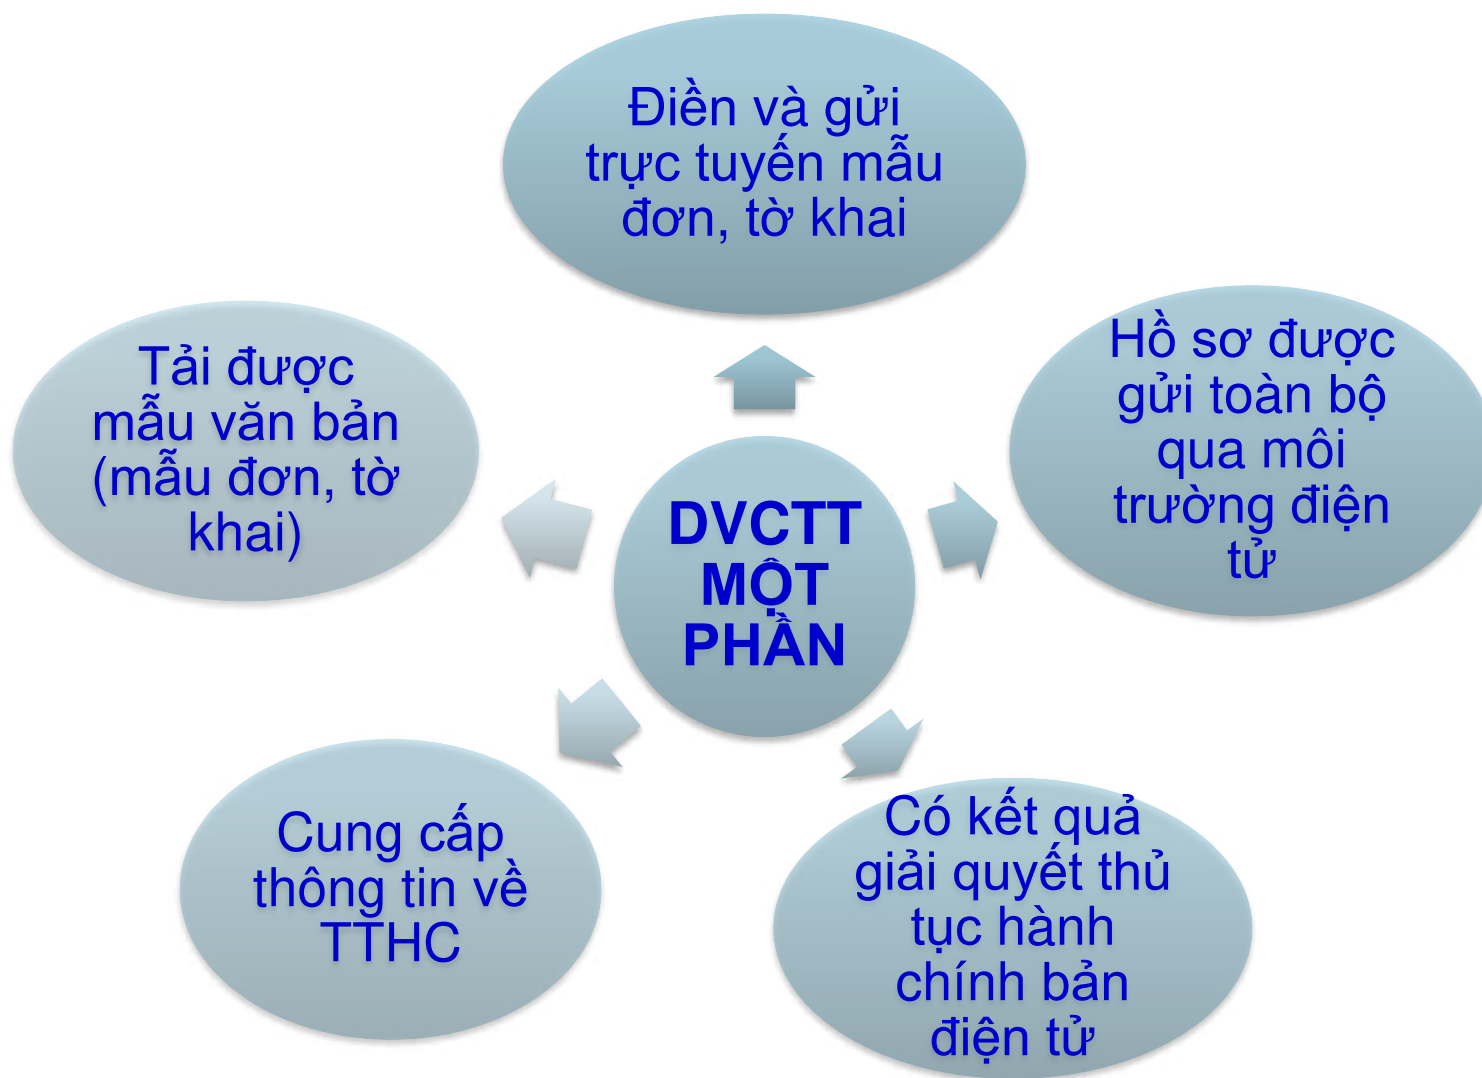 Điền và gửi
trực tuyến mẫu
đơn, tờ khai
Tải được
mẫu văn bản
(mẫu đơn, tờ
khai)
Hồ sơ được
gửi toàn bộ
qua môi
trường điện
tử
DVCTT
MỘT
PHẦN
Cung cấp
thông tin về
TTHC
Có kết quả
giải quyết thủ
tục hành
chính bản
điện tử